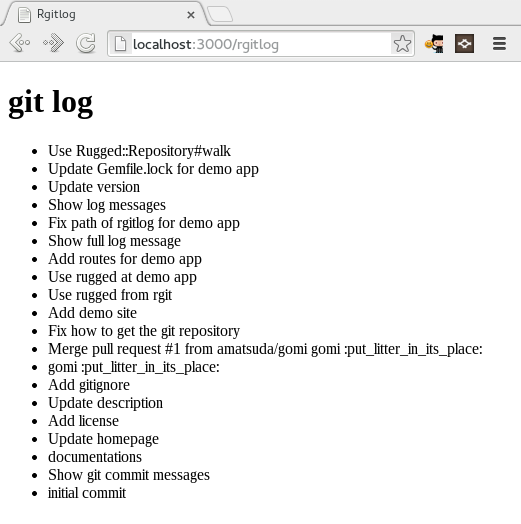 Rgitlog
localhost:3000/rgitlog
git log
Use Rugged::Repository#walk
Update Gemfile.lock for demo app
Update version
Show log messages
Fix path of rgitlog for demo app
Show full log message
Add routes for demo app
Use rugged at demo app
Use rugged from rgit
Add demo site
Fix how to get the git repository
Merge pull request #1 from amatsuda/gomi gomi :put_litter_in_its_place:
gomi :put_litter_in_its_place:
Add gitignore
Update description
Add license
Update homepage
documentations
Show git commit messages
initial commit